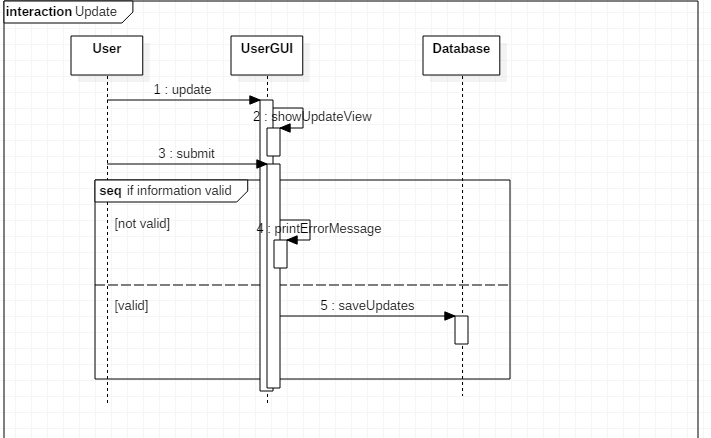 interaction Update
User
UserGUI
Database
1 : update
2 : showUpdateView
3 : submit
seq if information valid
[not valid]
4 : printErrorMessage
[valid]
5 : saveUpdates